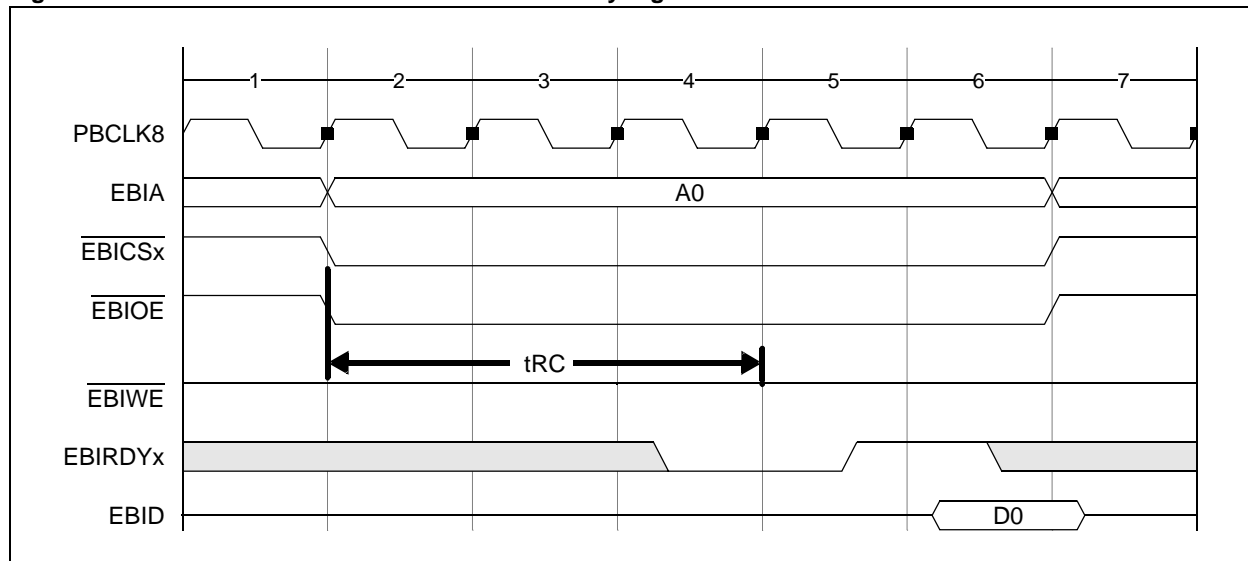 1 2 3 4 5 6 7
PBCLK8
EBIA A0
EBICSx
EBIOE
tRC
EBIWE
EBIRDYx
EBID D0